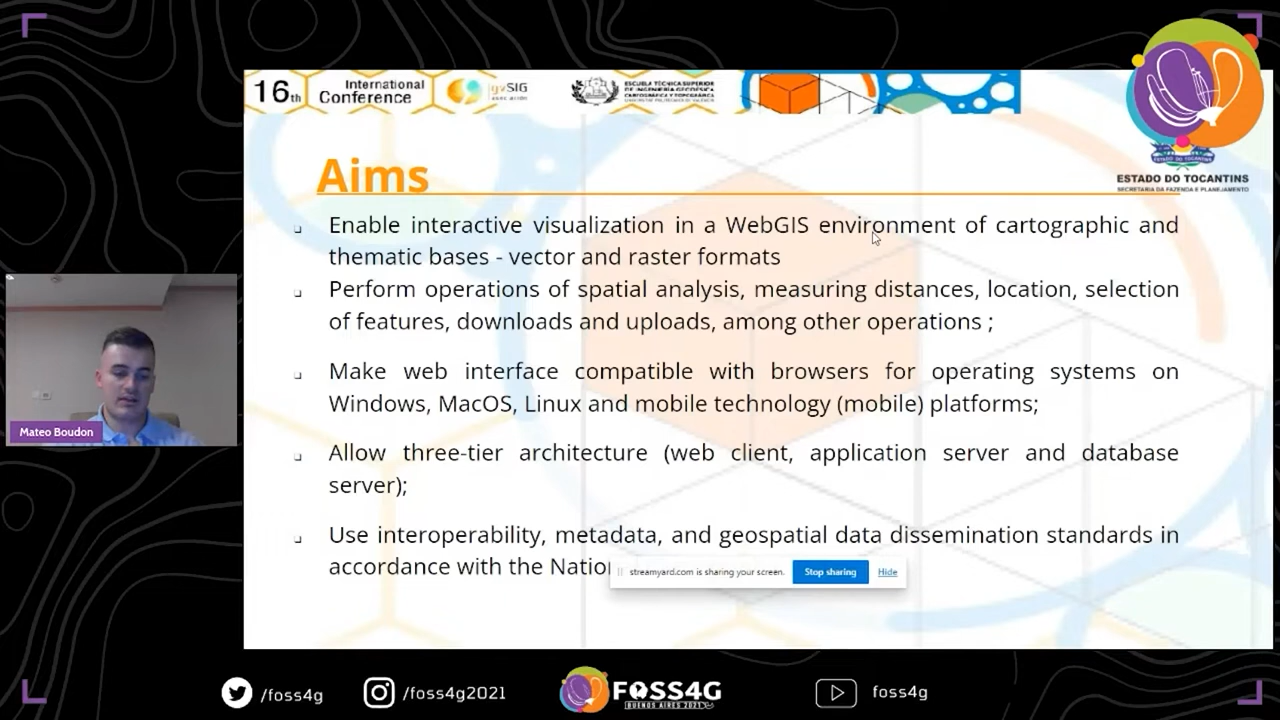 16th
International
Conference
gvSIG
ESCUELA TÉCNICA SUPERIOR
DE INGENIERÍA GEODÉSICA
CARTOGRÁFICA Y TOPOGRÁFICA
Aims
ESTADO DO TOCANTINS
SECRETARIA DA FAZENDA E PLANEJAMENTO
Enable interactive visualization in a WebGIS environment of cartographic and
thematic bases - vector and raster formats
Perform operations of spatial analysis, measuring distances, location, selection
of features, downloads and uploads, among other operations ;
Make web interface compatible with browsers for operating systems on
Windows, MacOS, Linux and mobile technology (mobile) platforms;
Allow three-tier architecture (web client, application server and database
server);
Use interoperability, metadata, and geospatial data dissemination standards in
accordance with the Natio
streamyard.com is sharing your screen.
Stop sharing
Hide
Mateo Boudon
/foss4g
/foss4g2021
FOSS4G
BUENOS AIRES 2021
foss4g